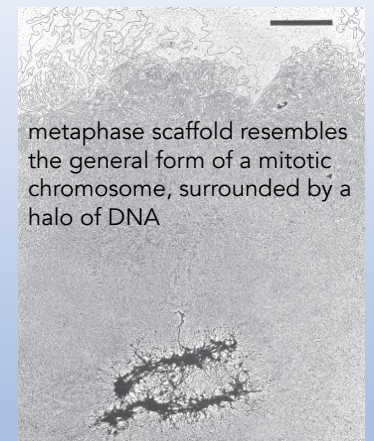 metaphase scaffold resembles
the general form of a mitotic
chromosome, surrounded by a
halo of DNA